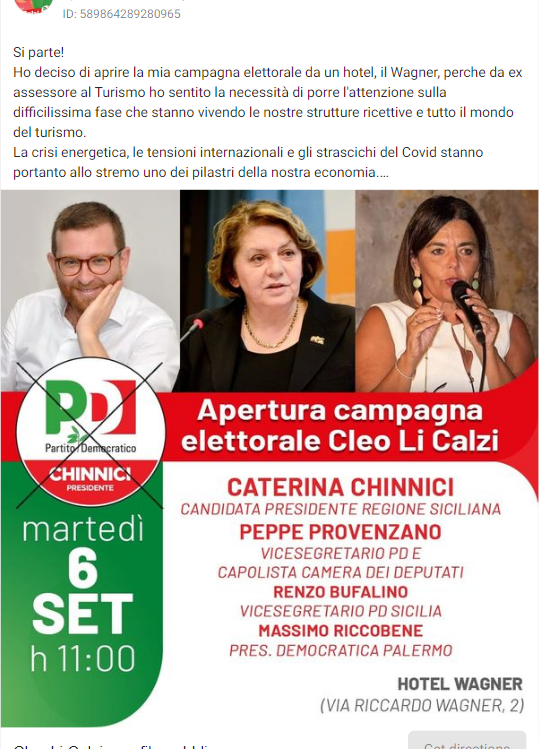 ID: 589864289280965
Si parte!
Ho deciso di aprire la mia campagna elettorale da un hotel, il Wagner, perche da ex
assessore al Turismo ho sentito la necessità di porre l'attenzione sulla
difficilissima fase che stanno vivendo le nostre strutture ricettive e tutto il mondo
del turismo.
La crisi energetica, le tensioni internazionali e gli strascichi del Covid stanno
portanto allo stremo uno dei pilastri della nostra economia....
PD
Partito Democratico
CHINNICI
PRESIDENTE
Apertura campagna
elettorale Cleo Li Calzi
martedì
6
SET
h 11:00
CATERINA CHINNICI
CANDIDATA PRESIDENTE REGIONE SICILIANA
PEPPE PROVENZANO
VICESEGRETARIO PD E
CAPOLISTA CAMERA DEI DEPUTATI
RENZO BUFALINO
VICESEGRETARIO PD SICILIA
MASSIMO RICCOBENE
PRES. DEMOCRATICA PALERMO
HOTEL WAGNER
(VIA RICCARDO WAGNER, 2)
Get directions